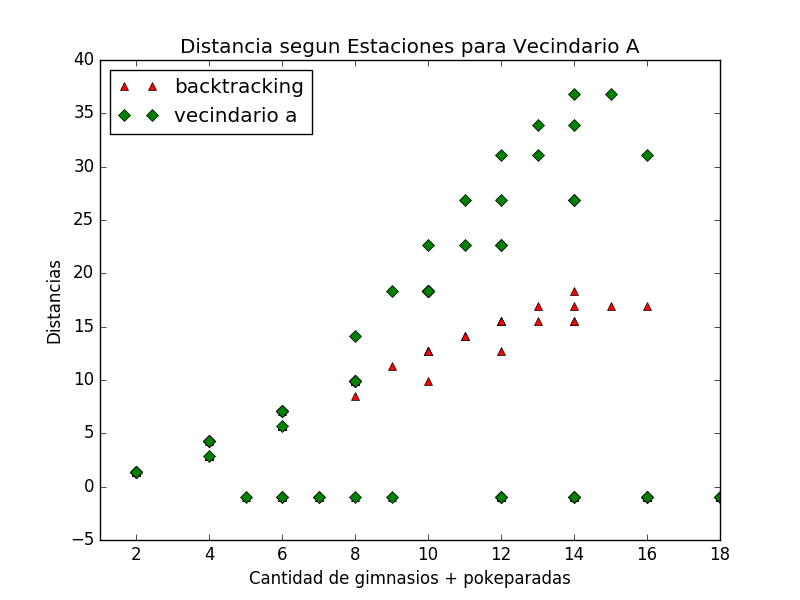 Distancia segun Estaciones para Vecindario A
backtracking
vecindario a
40
35
30
25
20
15
10
5
0
−5
Distancias
2 4 6 8 10 12 14 16 18
Cantidad de gimnasios + pokeparadas